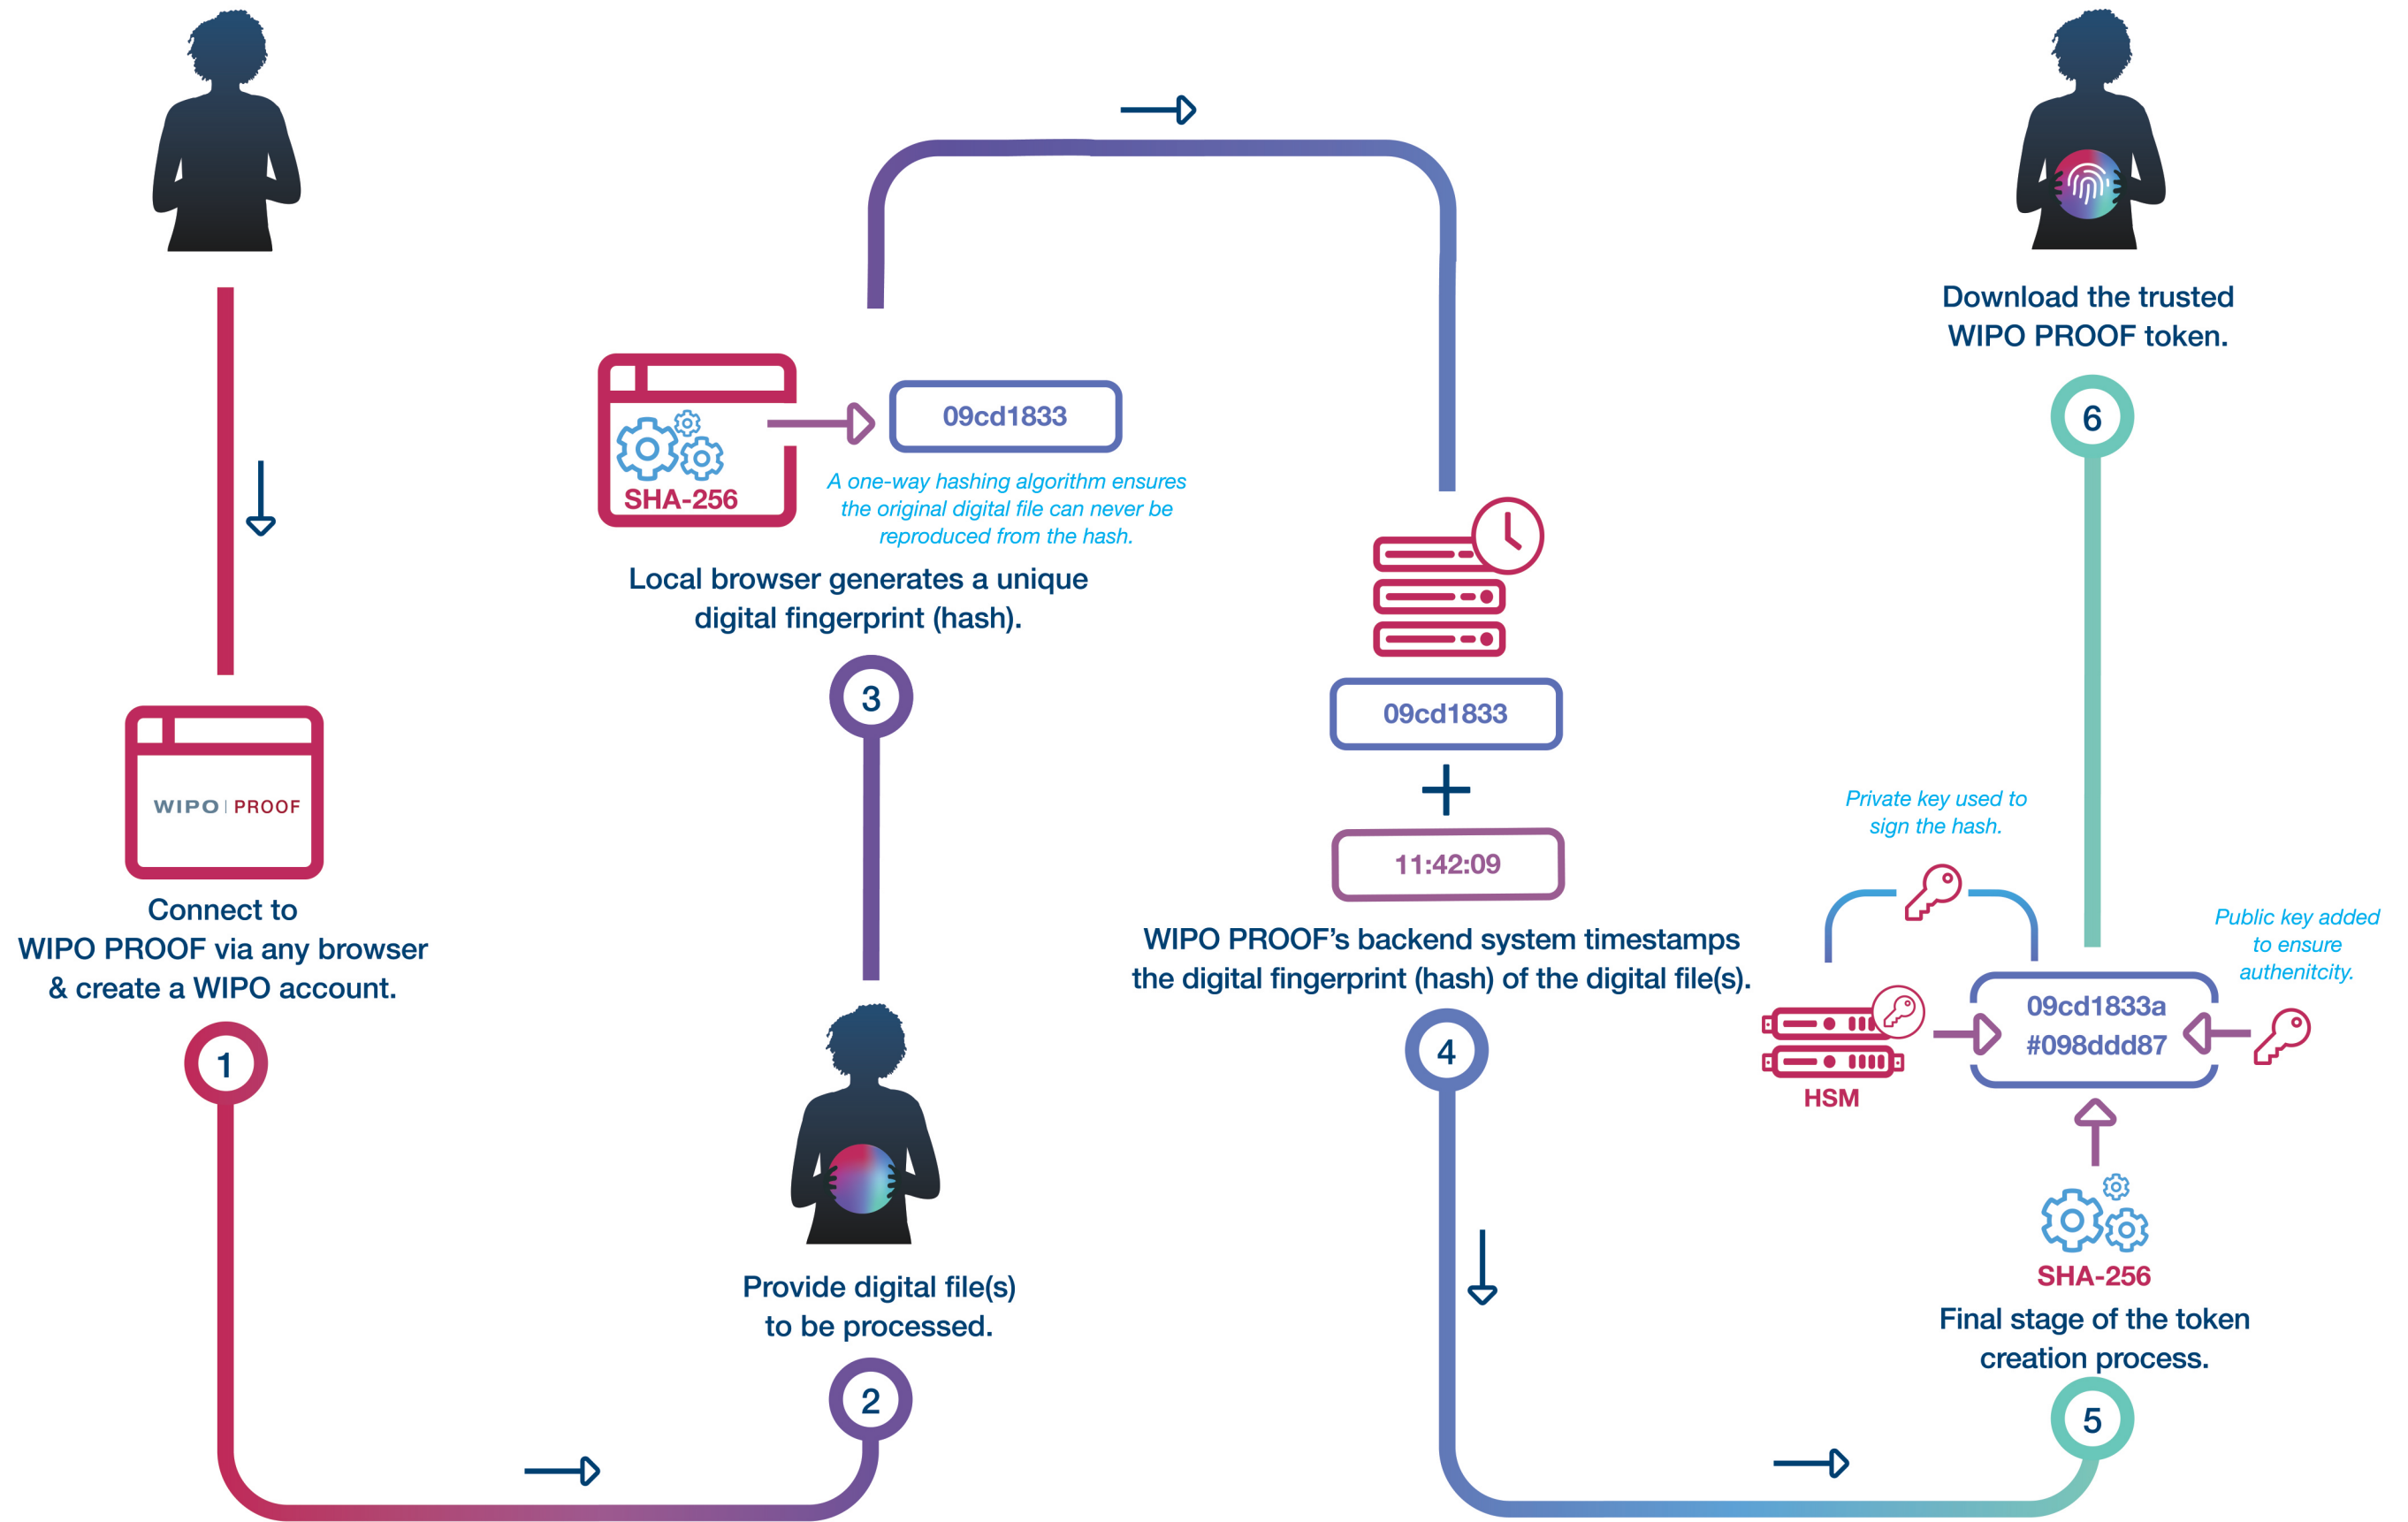 WIPO | PROOF
Connect to
WIPO PROOF via any browser
& create a WIPO account.
1
Provide digital file(s)
to be processed.
2
SHA-256
09cd1833
A one-way hashing algorithm ensures
the original digital file can never be
reproduced from the hash.
Local browser generates a unique
digital fingerprint (hash).
3
09cd1833
+
11:42:09
WIPO PROOF’s backend system timestamps
the digital fingerprint (hash) of the digital file(s).
4
Private key used to
sign the hash.
Public key added
to ensure
authenitcity.
09cd1833a
#098ddd87
HSM
SHA-256
Final stage of the token
creation process.
5
Download the trusted
WIPO PROOF token.
6